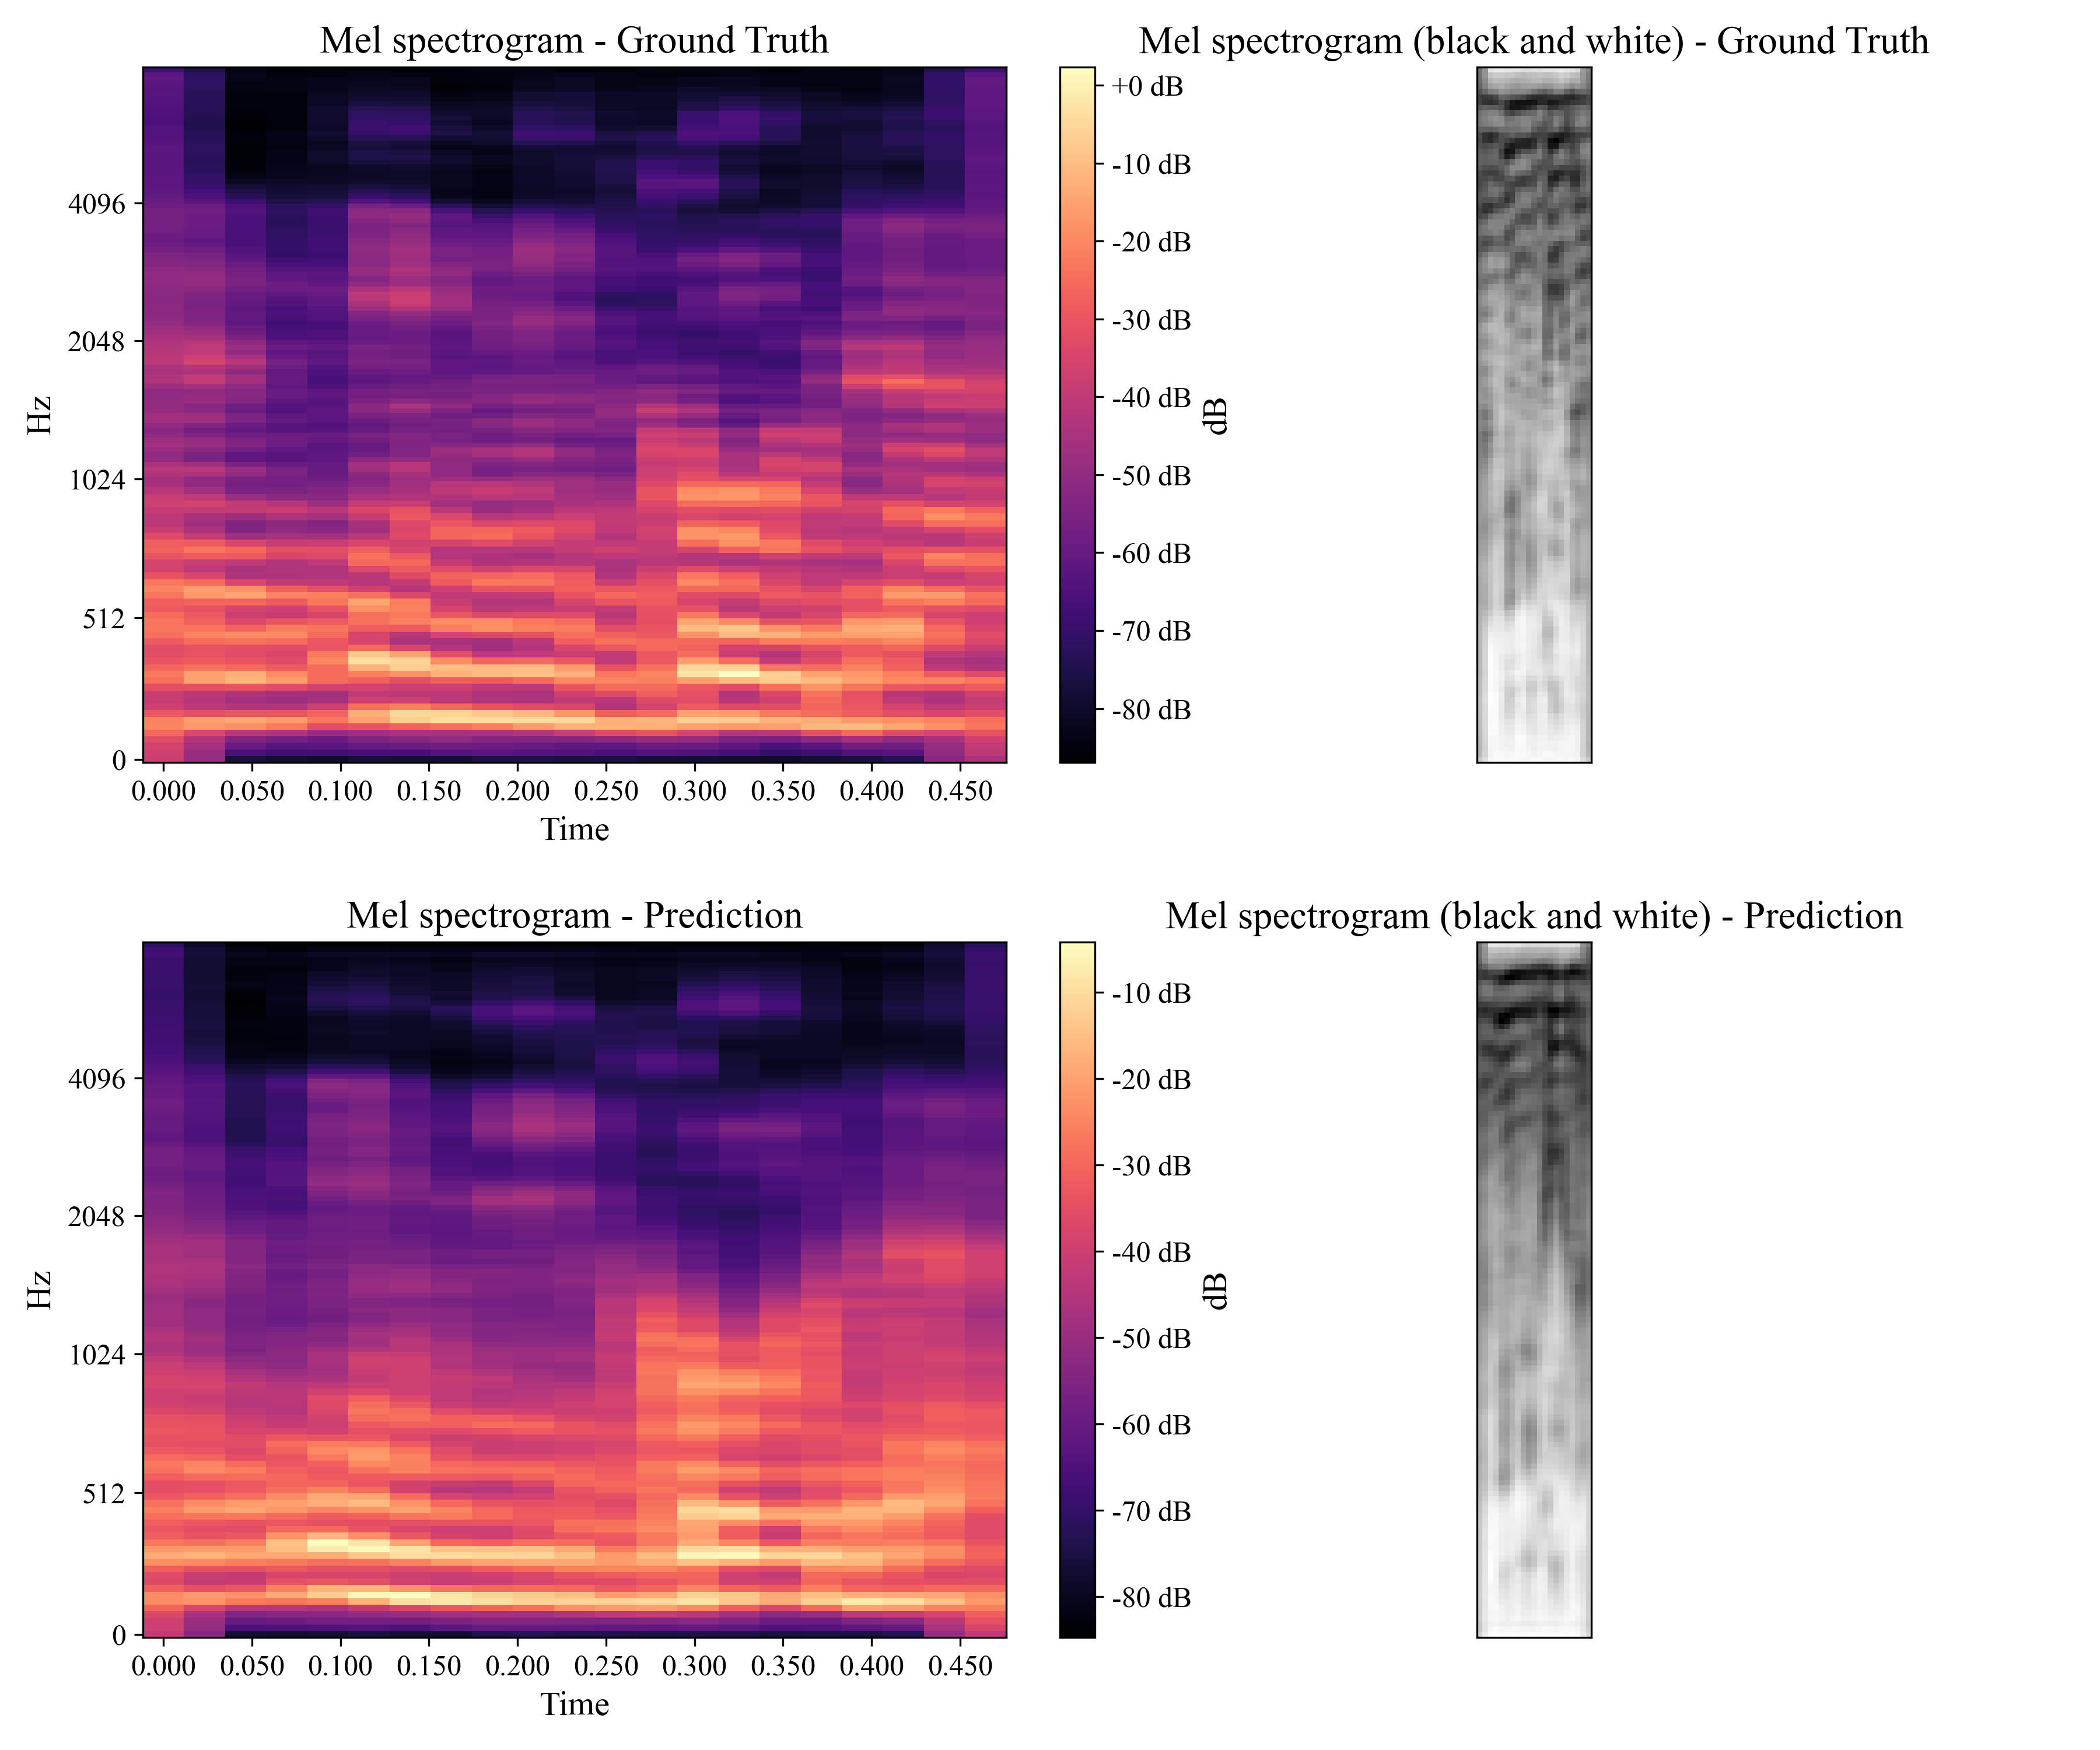 Mel spectrogram - Ground Truth
Mel spectrogram (black and white) - Ground Truth
Hz
4096
2048
1024
512
0
0.000 0.050 0.100 0.150 0.200 0.250 0.300 0.350 0.400 0.450
Time
+0 dB
-10 dB
-20 dB
-30 dB
-40 dB
-50 dB
-60 dB
-70 dB
-80 dB
dB
Mel spectrogram - Prediction
Mel spectrogram (black and white) - Prediction
Hz
4096
2048
1024
512
0
0.000 0.050 0.100 0.150 0.200 0.250 0.300 0.350 0.400 0.450
Time
-10 dB
-20 dB
-30 dB
-40 dB
-50 dB
-60 dB
-70 dB
-80 dB
dB